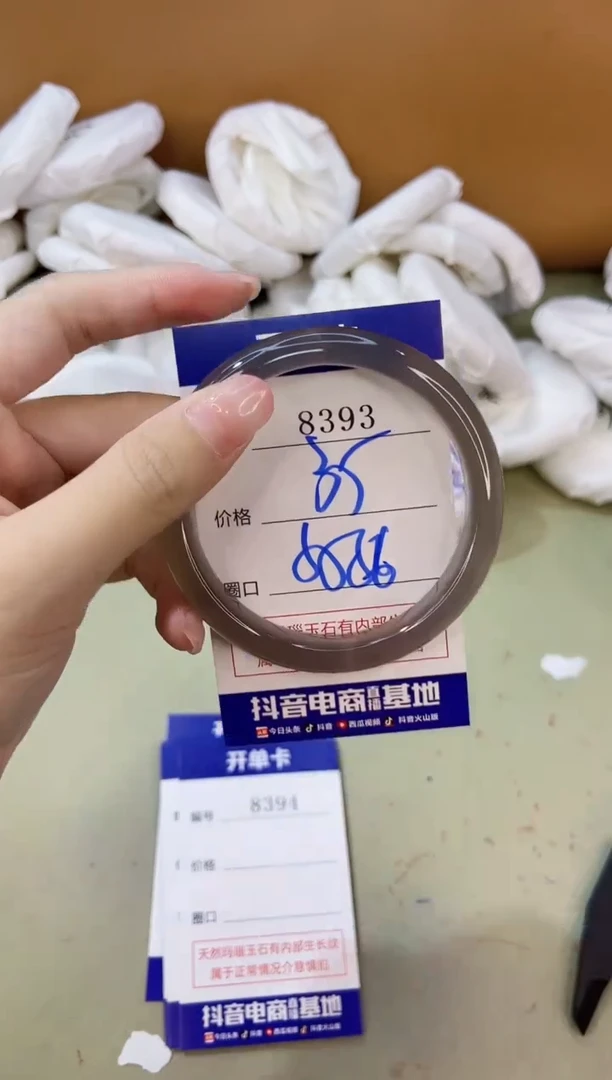 8393
价格
圈口
抖音电商直播基地
今日头条 抖音 西瓜视频 抖音火山版
开单卡
编号 8394
价格
圈口
天然玛瑙玉石有内部生长纹
属于正常情况介意慎拍
抖音电商直播基地
今日头条 抖音 西瓜视频 抖音火山版